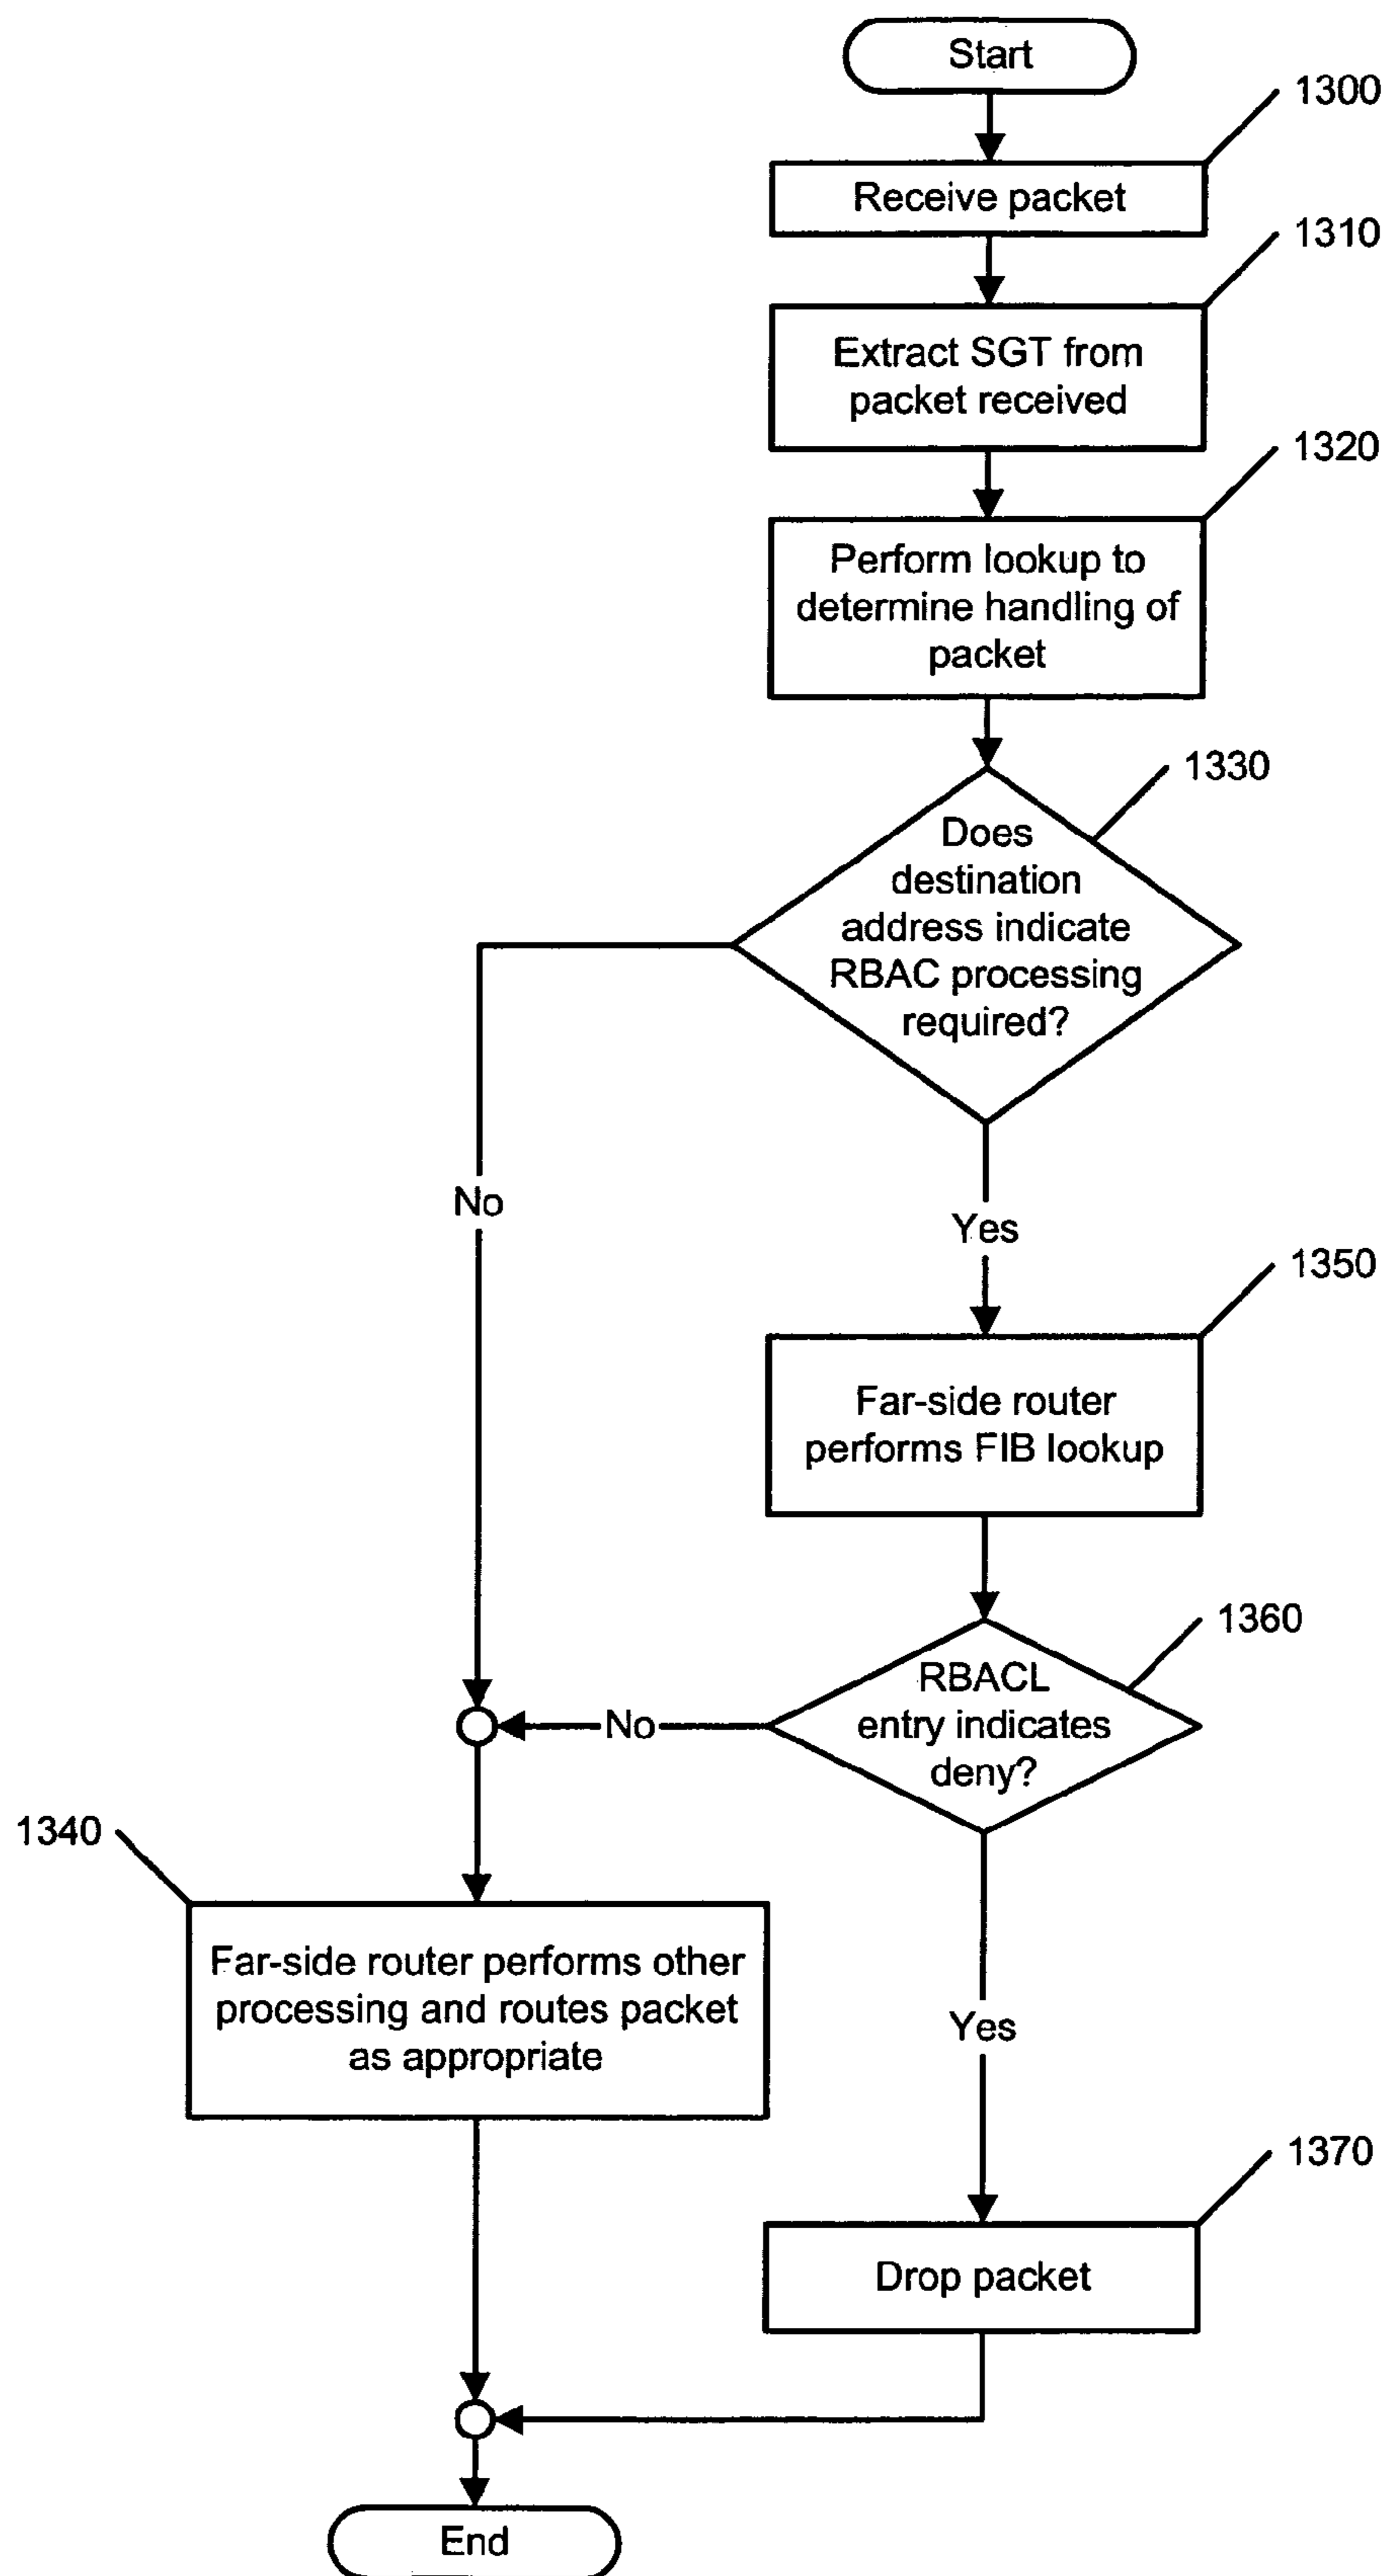 Start
1300
Receive packet
1310
Extract SGT from
packet received
1320
Perform lookup to
determine handling of
packet
1330
Does
destination
address indicate
RBAC processing
required?
No
Yes
1350
Far-side router
performs FIB lookup
1360
RBACL
entry indicates
deny?
No
1340
Far-side router performs other
processing and routes packet
as appropriate
Yes
1370
Drop packet
End